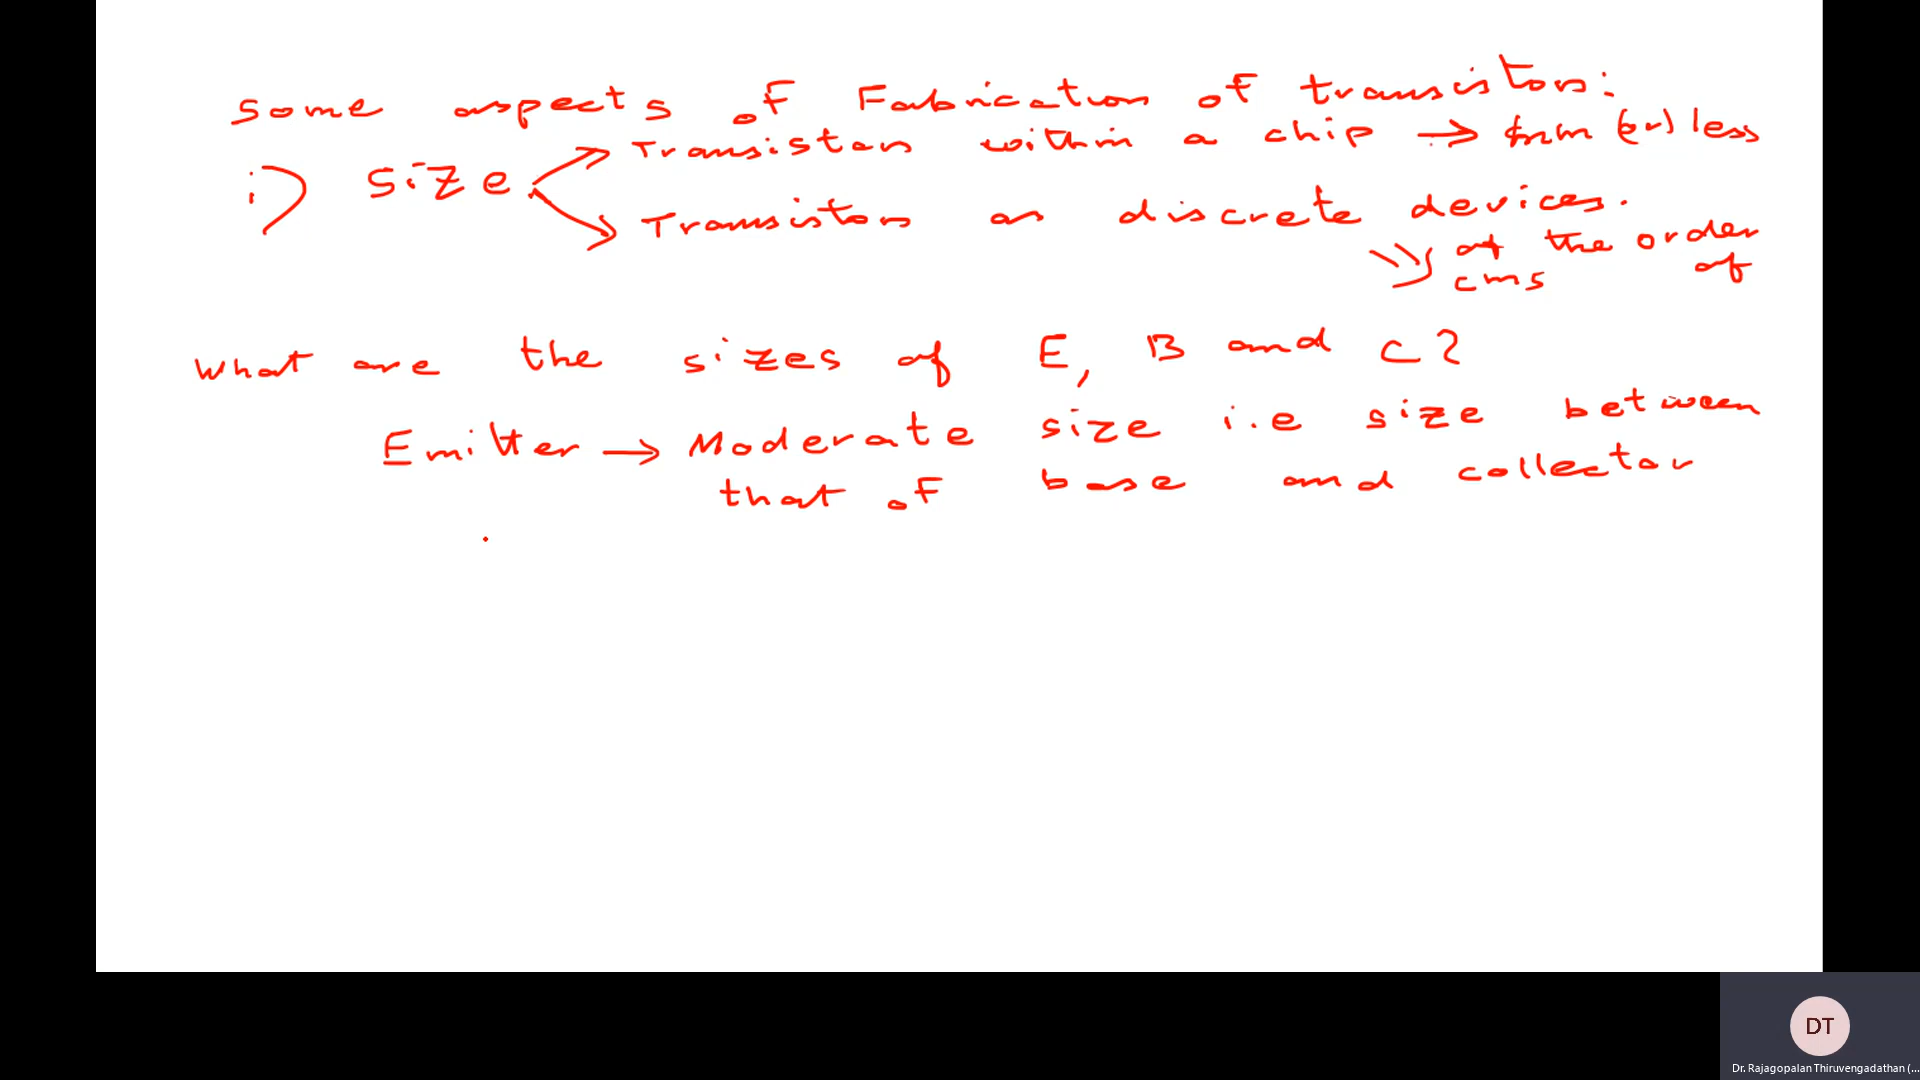 some aspects of Fabrication of transistors:
Transistors within a chip → (or) less
i) size
Transistors as discrete devices.
of the order of
cms
What are the sizes of E, B and C?
Emitter → Moderate size i.e size between
that of base and collector
DT
Dr. Rajagopalan Thiruvengadathan (...